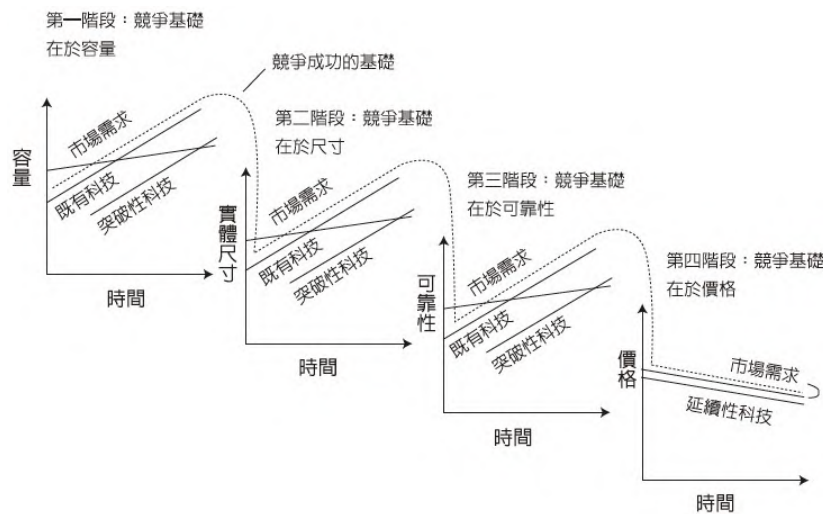 第一階段：競爭基礎
在於容量
競爭成功的基礎
容量
市場需求
既有科技
突破性科技
時間
第二階段：競爭基礎
在於尺寸
實體尺寸
市場需求
既有科技
突破性科技
時間
第三階段：競爭基礎
在於可靠性
可靠性
市場需求
既有科技
突破性科技
時間
第四階段：競爭基礎
在於價格
價格
市場需求
延續性科技
時間